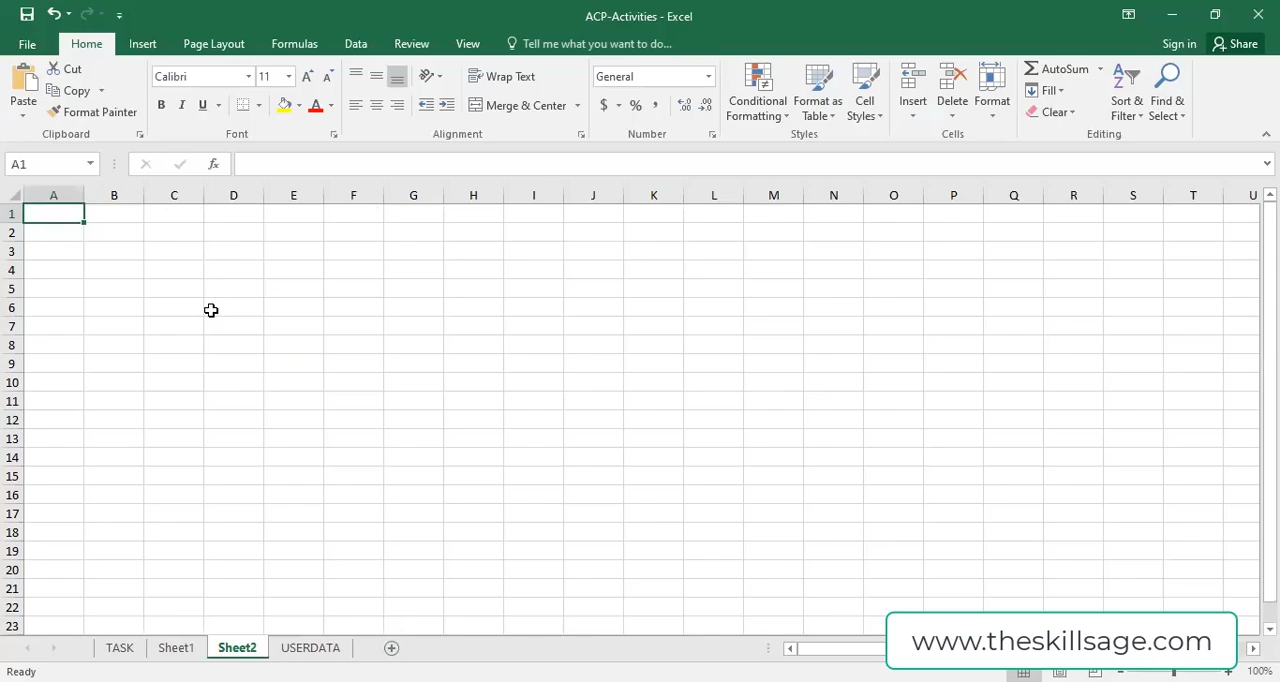 ACP-Activities - Excel
File Home Insert Page Layout Formulas Data Review View Tell me what you want to do... Sign in Share
Paste
Cut
Copy
Format Painter
Clipboard
Calibri 11
B I U
Font
Wrap Text
Merge & Center
Alignment
General
$ % ,
Number
Conditional Formatting
Format as Table
Cell Styles
Styles
Insert
Delete
Format
Cells
AutoSum
Fill
Clear
Sort & Filter
Find & Select
Editing
A1 fx
A B C D E F G H I J K L M N O P Q R S T U
1
2
3
4
5
6
7
8
9
10
11
12
13
14
15
16
17
18
19
20
21
22
23
TASK Sheet1 Sheet2 USERDATA
www.theskillsage.com
Ready
100%